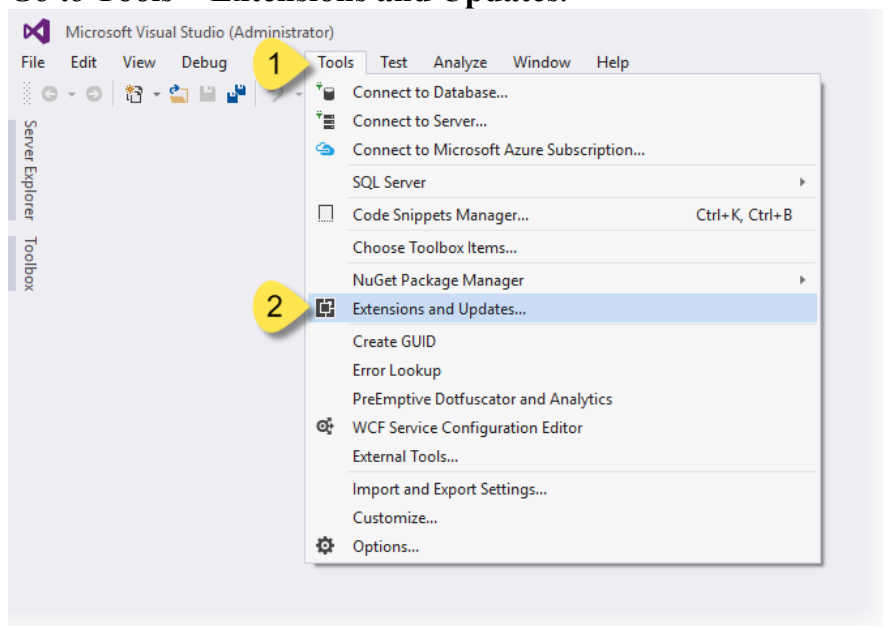 Microsoft Visual Studio (Administrator)
File Edit View Debug Tools Test Analyze Window Help
1
Connect to Database...
Connect to Server...
Connect to Microsoft Azure Subscription...
SQL Server
Code Snippets Manager... Ctrl+K, Ctrl+B
Choose Toolbox Items...
NuGet Package Manager
2
Extensions and Updates...
Create GUID
Error Lookup
PreEmptive Dotfuscator and Analytics
WCF Service Configuration Editor
External Tools...
Import and Export Settings...
Customize...
Options...
Server Explorer
Toolbox